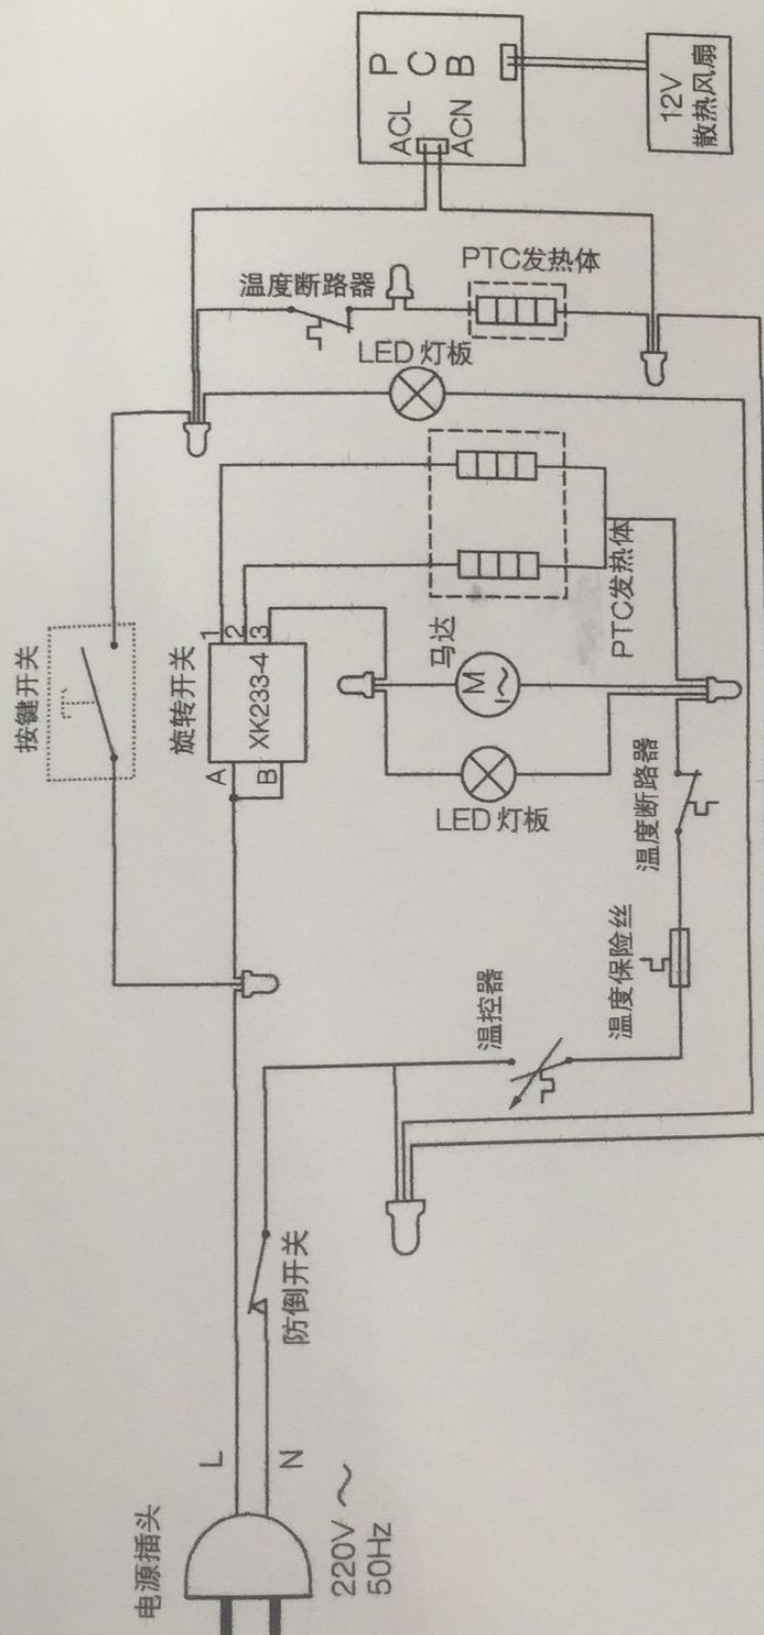 PCB
ACL
ACN
12V
散热风扇
温度断路器
PTC发热体
LED 灯板
按键开关
旋转开关
1
2
3
XK233-4
A
B
马达
M
PTC发热体
LED 灯板
温度断路器
温度保险丝
温控器
防倒开关
L
N
电源插头
220V ～
50Hz